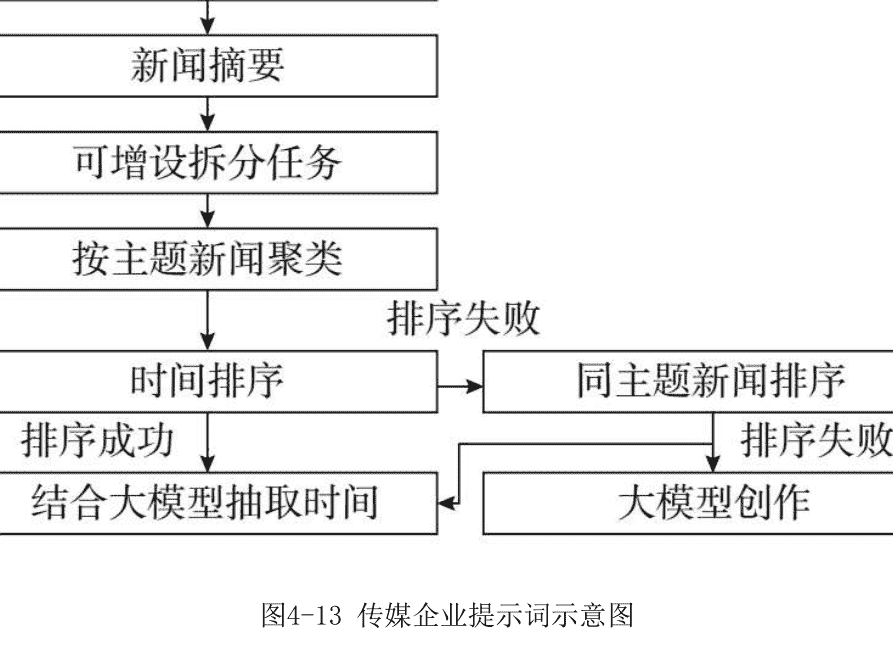 新闻摘要
可增设拆分任务
按主题新闻聚类
排序失败
时间排序
同主题新闻排序
排序成功
排序失败
结合大模型抽取时间
大模型创作
图4-13 传媒企业提示词示意图